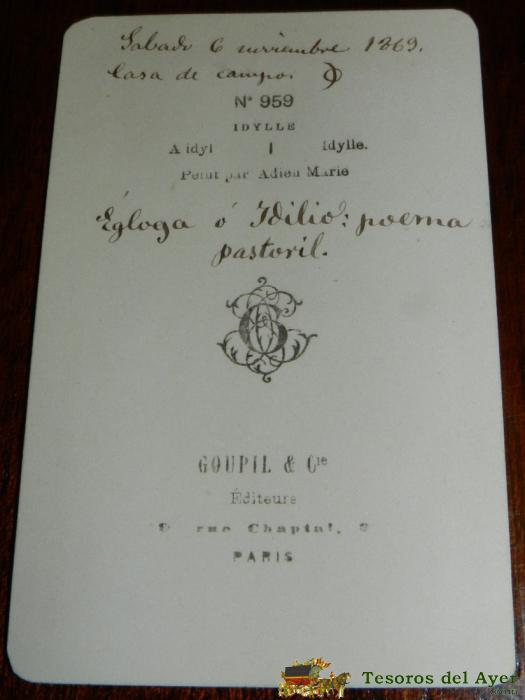 Sabado 6 noviembre 1869.
Casa de campo.
N° 959
IDYLLE
A idyl | Idylle.
Peint par Adieu Marie
Égloga ó Idilio: poema
pastoril.
GOUPIL & Cie
Éditeurs
9 rue Chaptal, 9
PARIS
Tesoros del Ayer